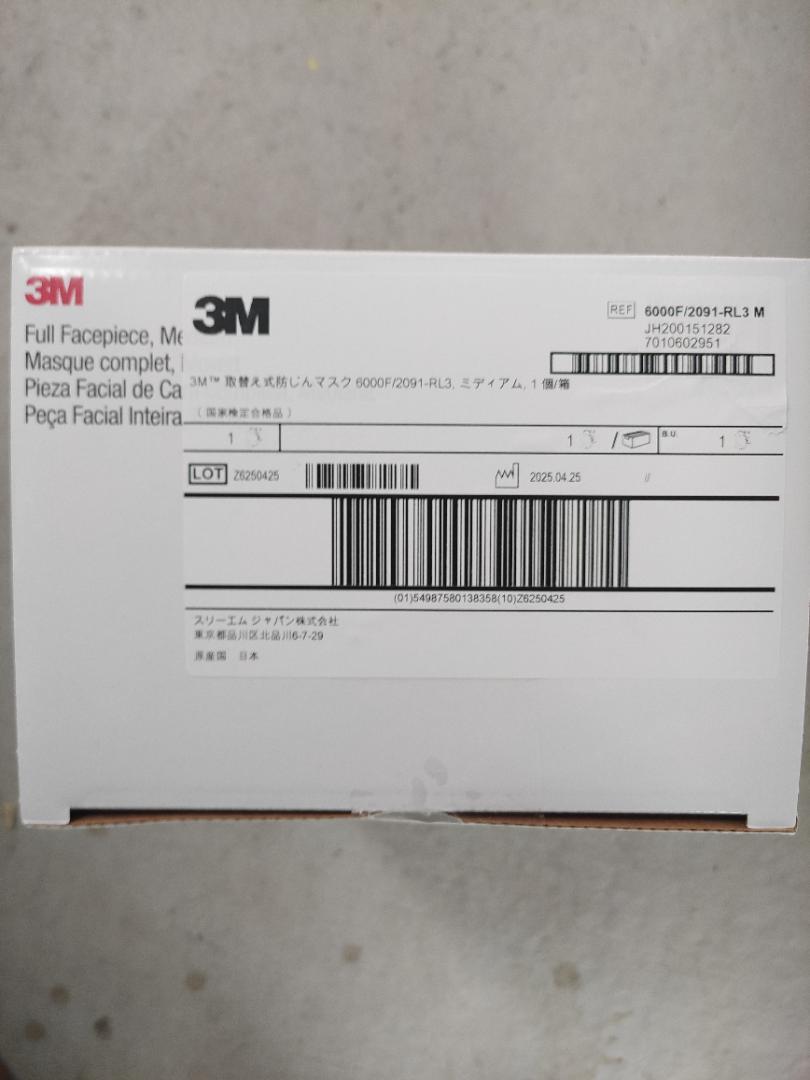 3M
Full Facepiece, Me
Masque complet,
Pieza Facial de Ca
Peça Facial Inteira
3M
REF 6000F/2091-RL3 M
JH200151282
7010602951
3M™ 取替え式防じんマスク 6000F/2091-RL3, ミディアム, 1 個/箱
（国家検定合格品）
1
1 /
B.U. 1
LOT Z6250425
2025.04.25
(01)54987580138358(10)Z6250425
スリーエム ジャパン株式会社
東京都品川区北品川6-7-29
原産国 日本